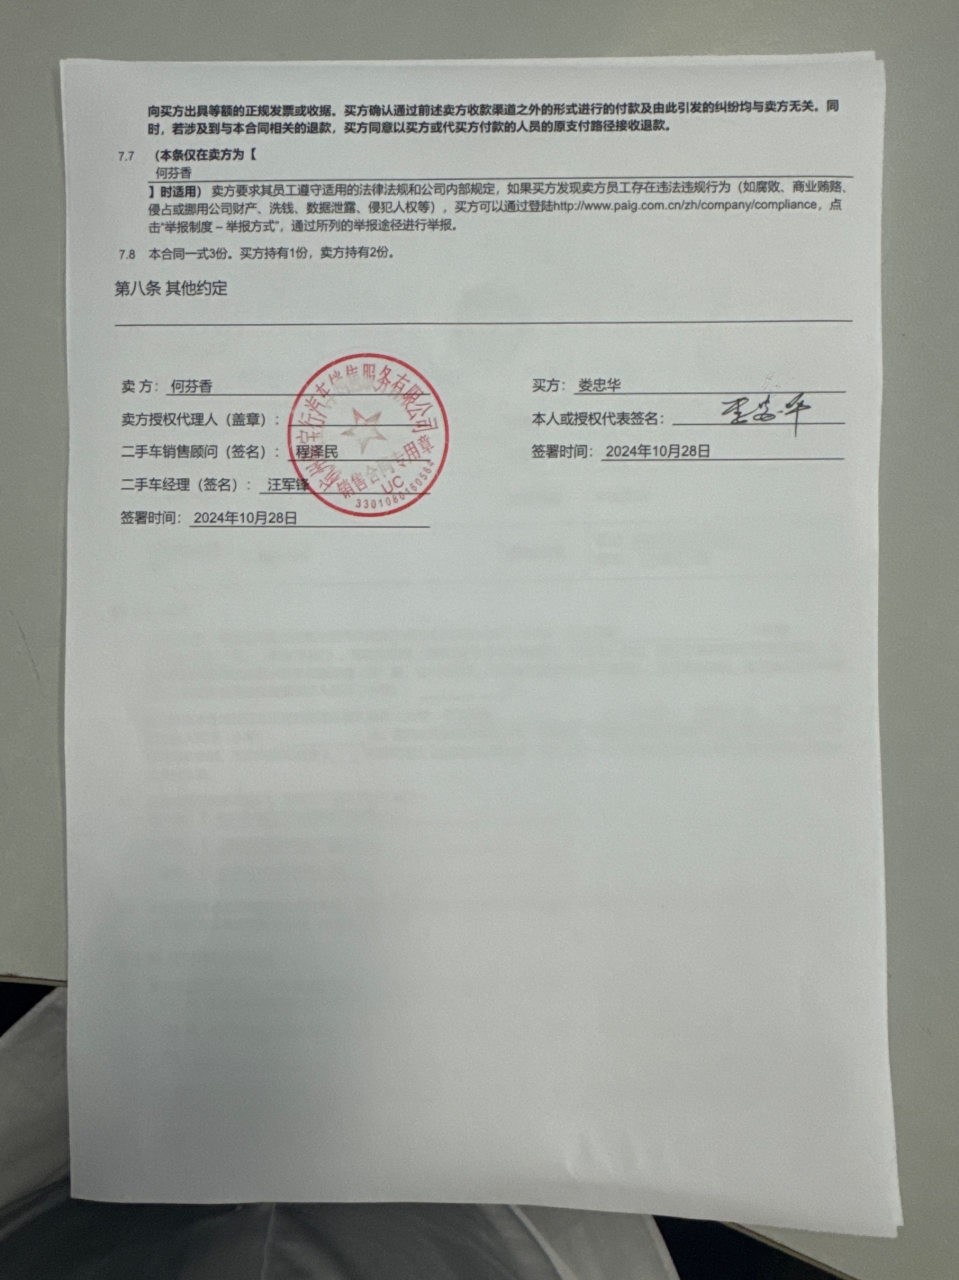 向买方出具等额的正规发票或收据。买方确认通过前述卖方收款渠道之外的形式进行的付款及由此引发的纠纷均与卖方无关。同
时，若涉及到与本合同相关的退款，买方同意以买方或代买方付款的人员的原支付路径接收退款。
7.7 （本条仅在卖方为【
何芬香
】时适用）卖方要求其员工遵守适用的法律法规和公司内部规定，如果买方发现卖方员工存在违法违规行为（如腐败、商业贿赂、
侵占或挪用公司财产、洗钱、数据泄露、侵犯人权等），买方可以通过登陆http://www.paig.com.cn/zh/company/compliance，点
击“举报制度 – 举报方式”，通过所列的举报途径进行举报。
7.8 本合同一式3份。买方持有1份，卖方持有2份。
第八条 其他约定
卖方：何芬香
卖方授权代理人（盖章）：
二手车销售顾问（签名）：程泽民
二手车经理（签名）：汪军锋
签署时间：2024年10月28日
宝行汽车销售服务有限公司
销售合同专用章
UC
买方：娄忠华
本人或授权代表签名：
签署时间：2024年10月28日